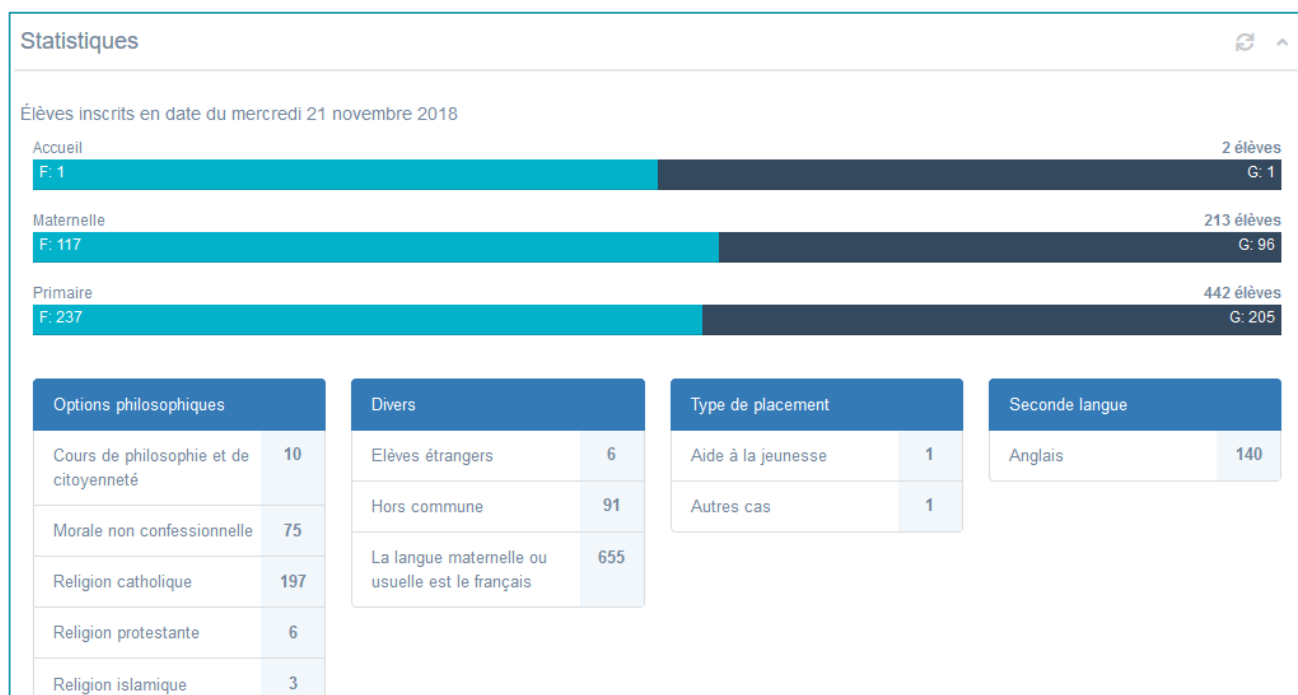 Statistiques
Élèves inscrits en date du mercredi 21 novembre 2018
Accueil 2 élèves
F: 1 G: 1
Maternelle 213 élèves
F: 117 G: 96
Primaire 442 élèves
F: 237 G: 205
Options philosophiques
Cours de philosophie et de 10
citoyenneté
Morale non confessionnelle 75
Religion catholique 197
Religion protestante 6
Religion islamique 3
Divers
Elèves étrangers 6
Hors commune 91
La langue maternelle ou 655
usuelle est le français
Type de placement
Aide à la jeunesse 1
Autres cas 1
Seconde langue
Anglais 140